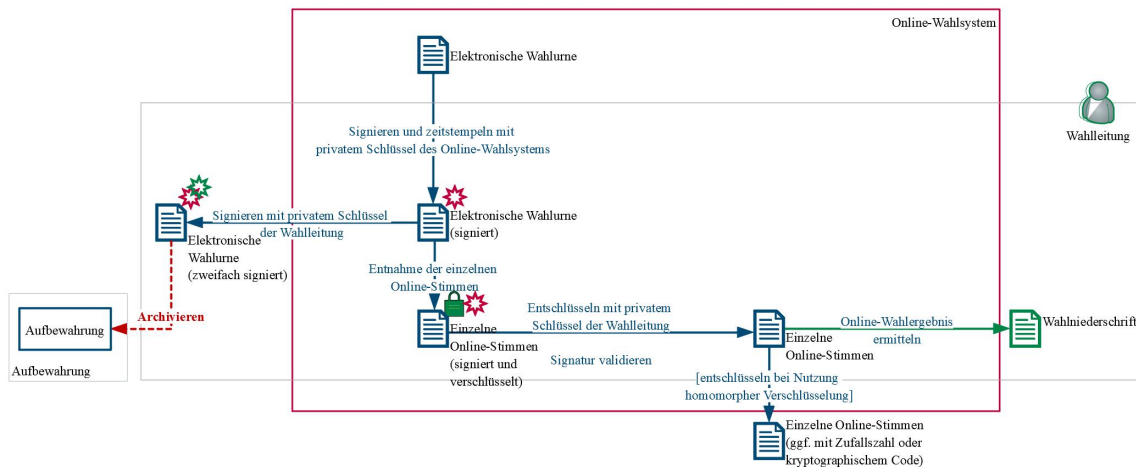 Online-Wahlsystem
Elektronische Wahlurne
Wahlleitung
Signieren und zeitstempeln mit
privatem Schlüssel des Online-Wahlsystems
Signieren mit privatem Schlüssel
der Wahlleitung
Elektronische Wahlurne
(signiert)
Elektronische
Wahlurne
(zweifach signiert)
Entnahme der einzelnen
Online-Stimmen
Archivieren
Aufbewahrung
Aufbewahrung
Einzelne
Online-Stimmen
(signiert und
verschlüsselt)
Entschlüsseln mit privatem
Schlüssel der Wahlleitung
Signatur validieren
Einzelne
Online-Stimmen
Online-Wahlergebnis
ermitteln
Wahlniederschrift
[entschlüsseln bei Nutzung
homomorpher Verschlüsselung]
Einzelne Online-Stimmen
(ggf. mit Zufallszahl oder
kryptographischem Code)